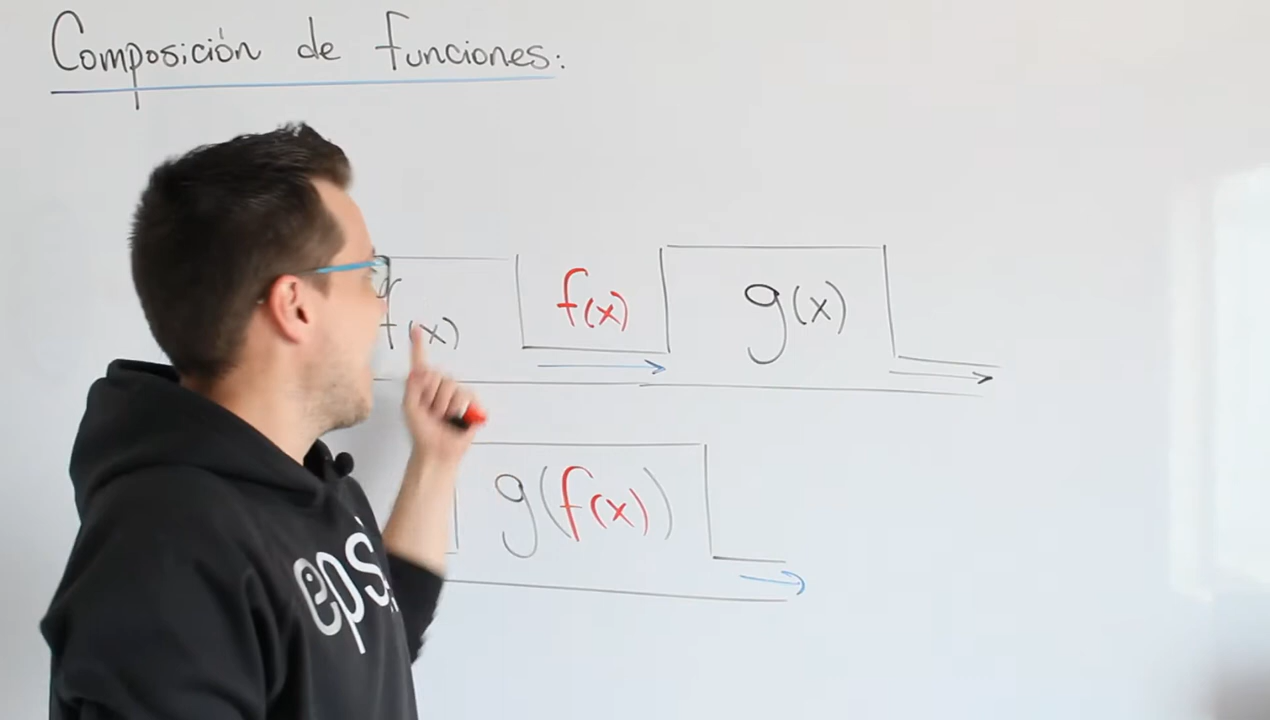 Composición de funciones:
f(x) f(x) g(x)
g(f(x))
eps